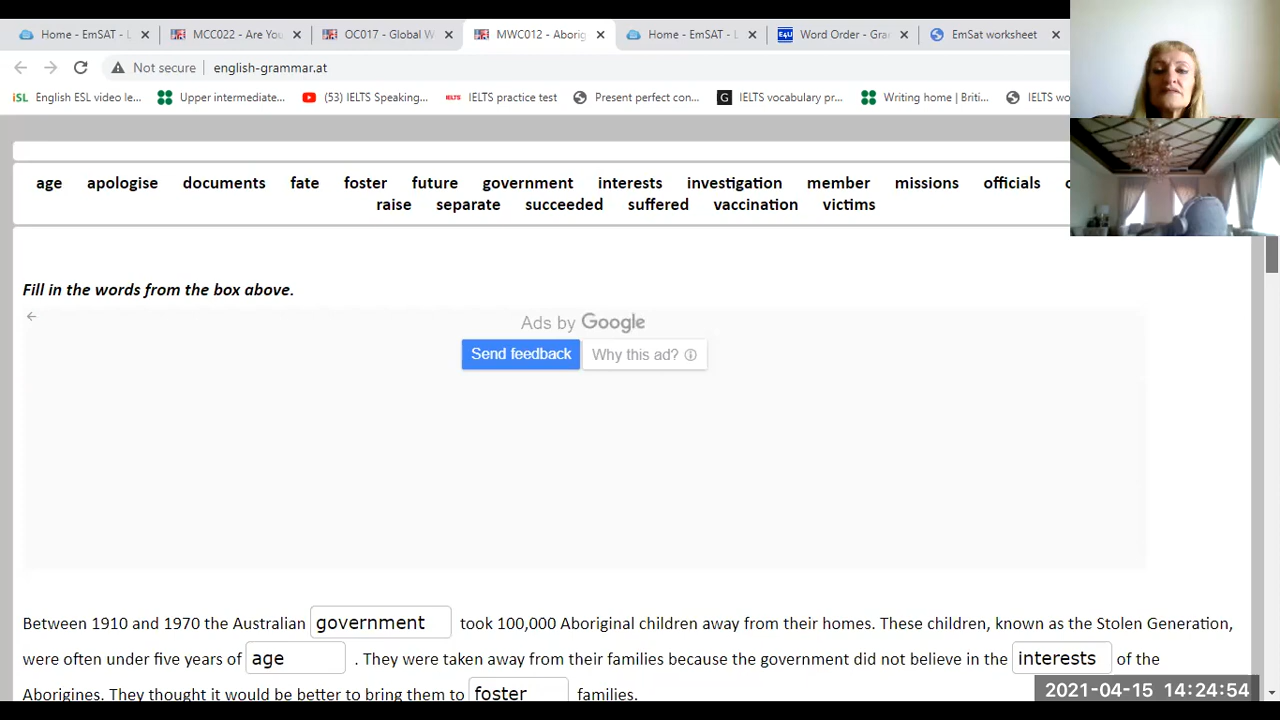 Home - EmSAT - L
MCC022 - Are You
OC017 - Global W
MWC012 - Aborig
Home - EmSAT - L
Word Order - Gra
EmSat worksheet
Not secure
english-grammar.at
iSL English ESL video le...
Upper intermediate...
(53) IELTS Speaking...
IELTS IELTS practice test
Present perfect con...
G IELTS vocabulary pr...
Writing home | Briti...
IELTS wo
age apologise documents fate foster future government interests investigation member missions officials
raise separate succeeded suffered vaccination victims
Fill in the words from the box above.
Ads by Google
Send feedback Why this ad?
Between 1910 and 1970 the Australian government took 100,000 Aboriginal children away from their homes. These children, known as the Stolen Generation,
were often under five years of age . They were taken away from their families because the government did not believe in the interests of the
Aborigines. They thought it would be better to bring them to foster families.
2021-04-15 14:24:54